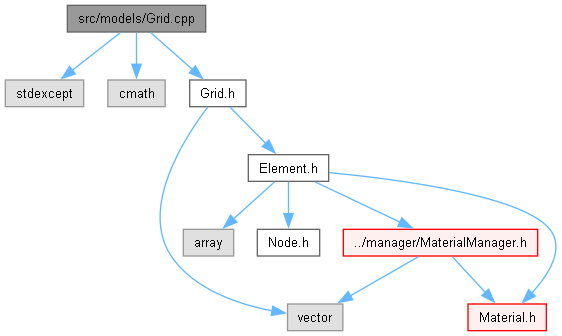 src/models/Grid.cpp
stdexcept
cmath
Grid.h
Element.h
array
Node.h
../manager/MaterialManager.h
vector
Material.h